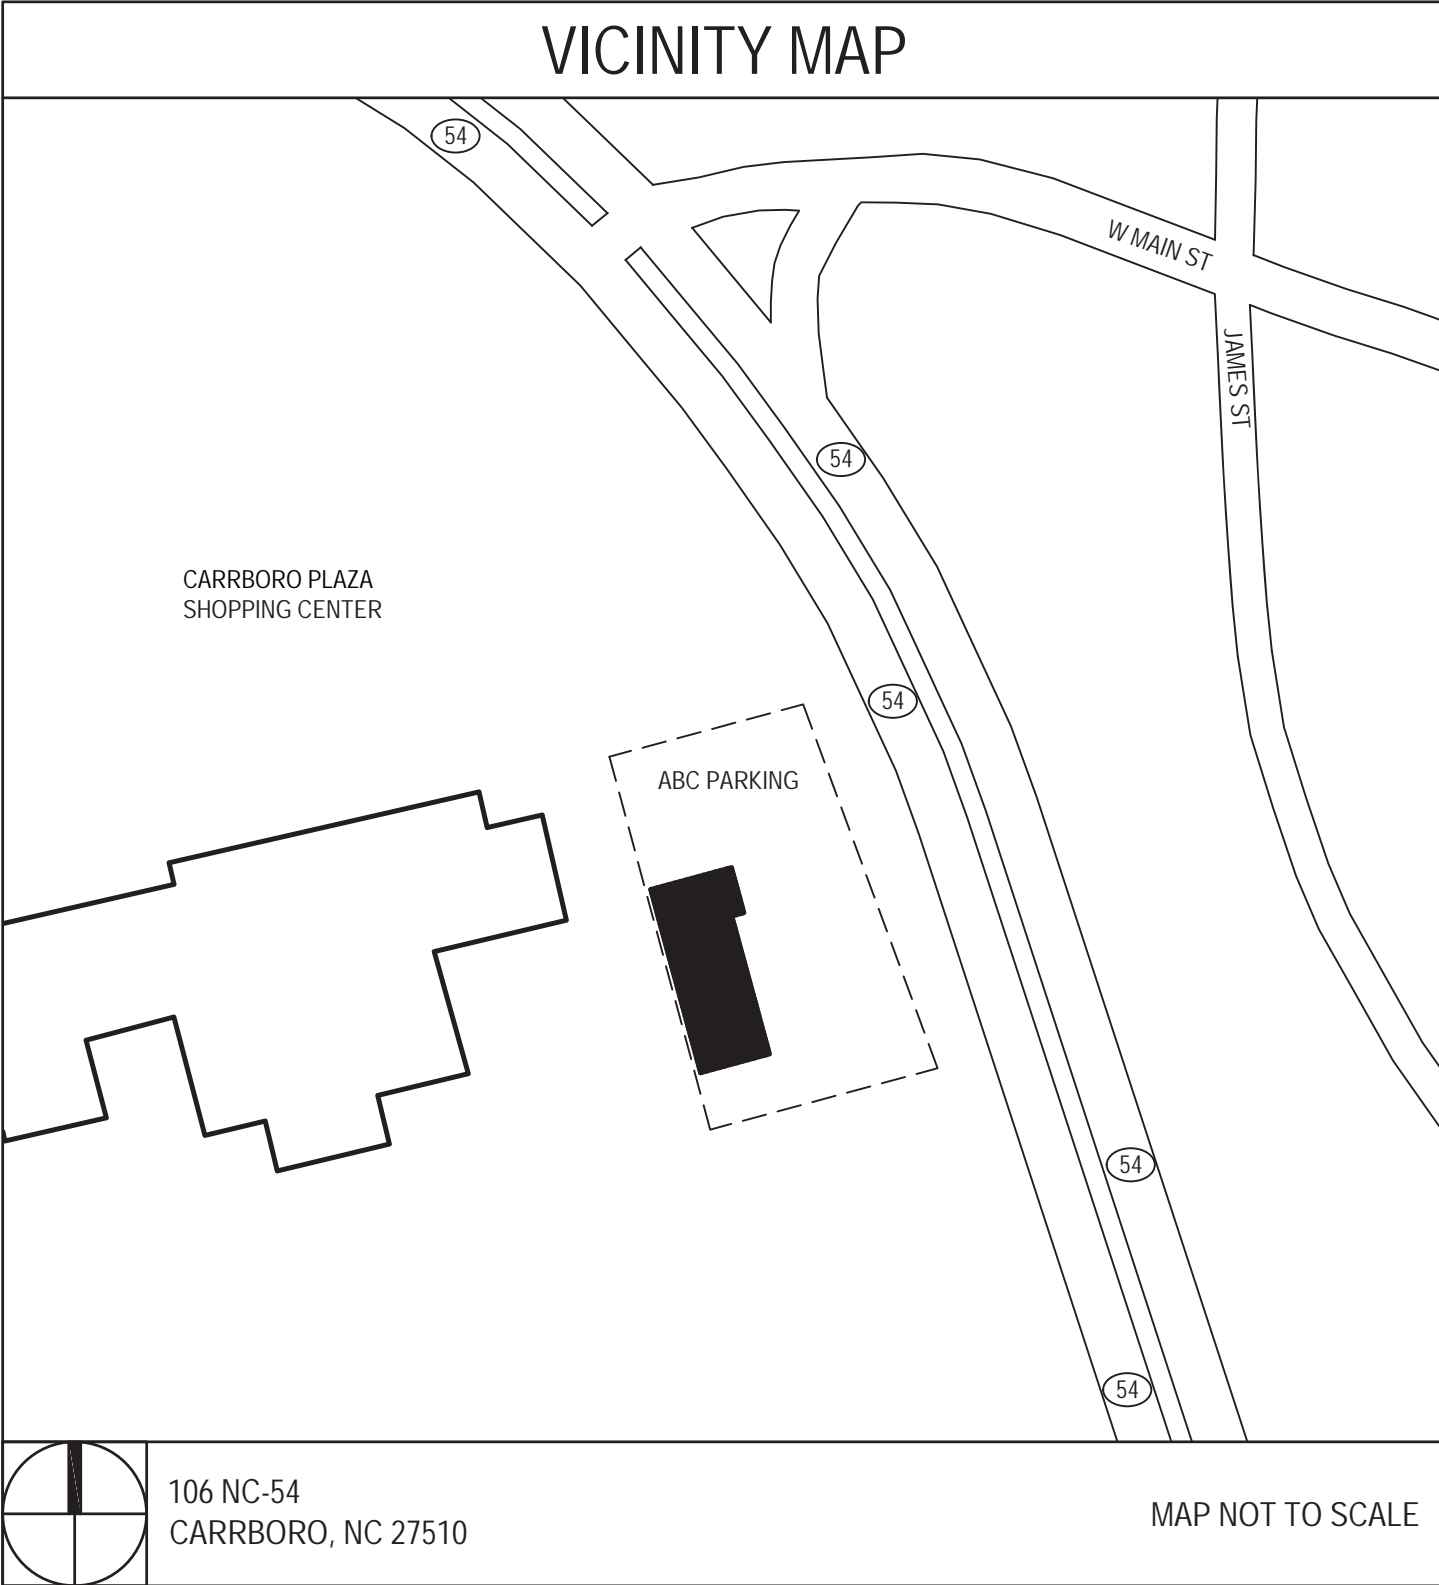 VICINITY MAP
54
W MAIN ST
JAMES ST
54
CARRBORO PLAZA
SHOPPING CENTER
54
ABC PARKING
54
54
106 NC-54
CARRBORO, NC 27510
MAP NOT TO SCALE